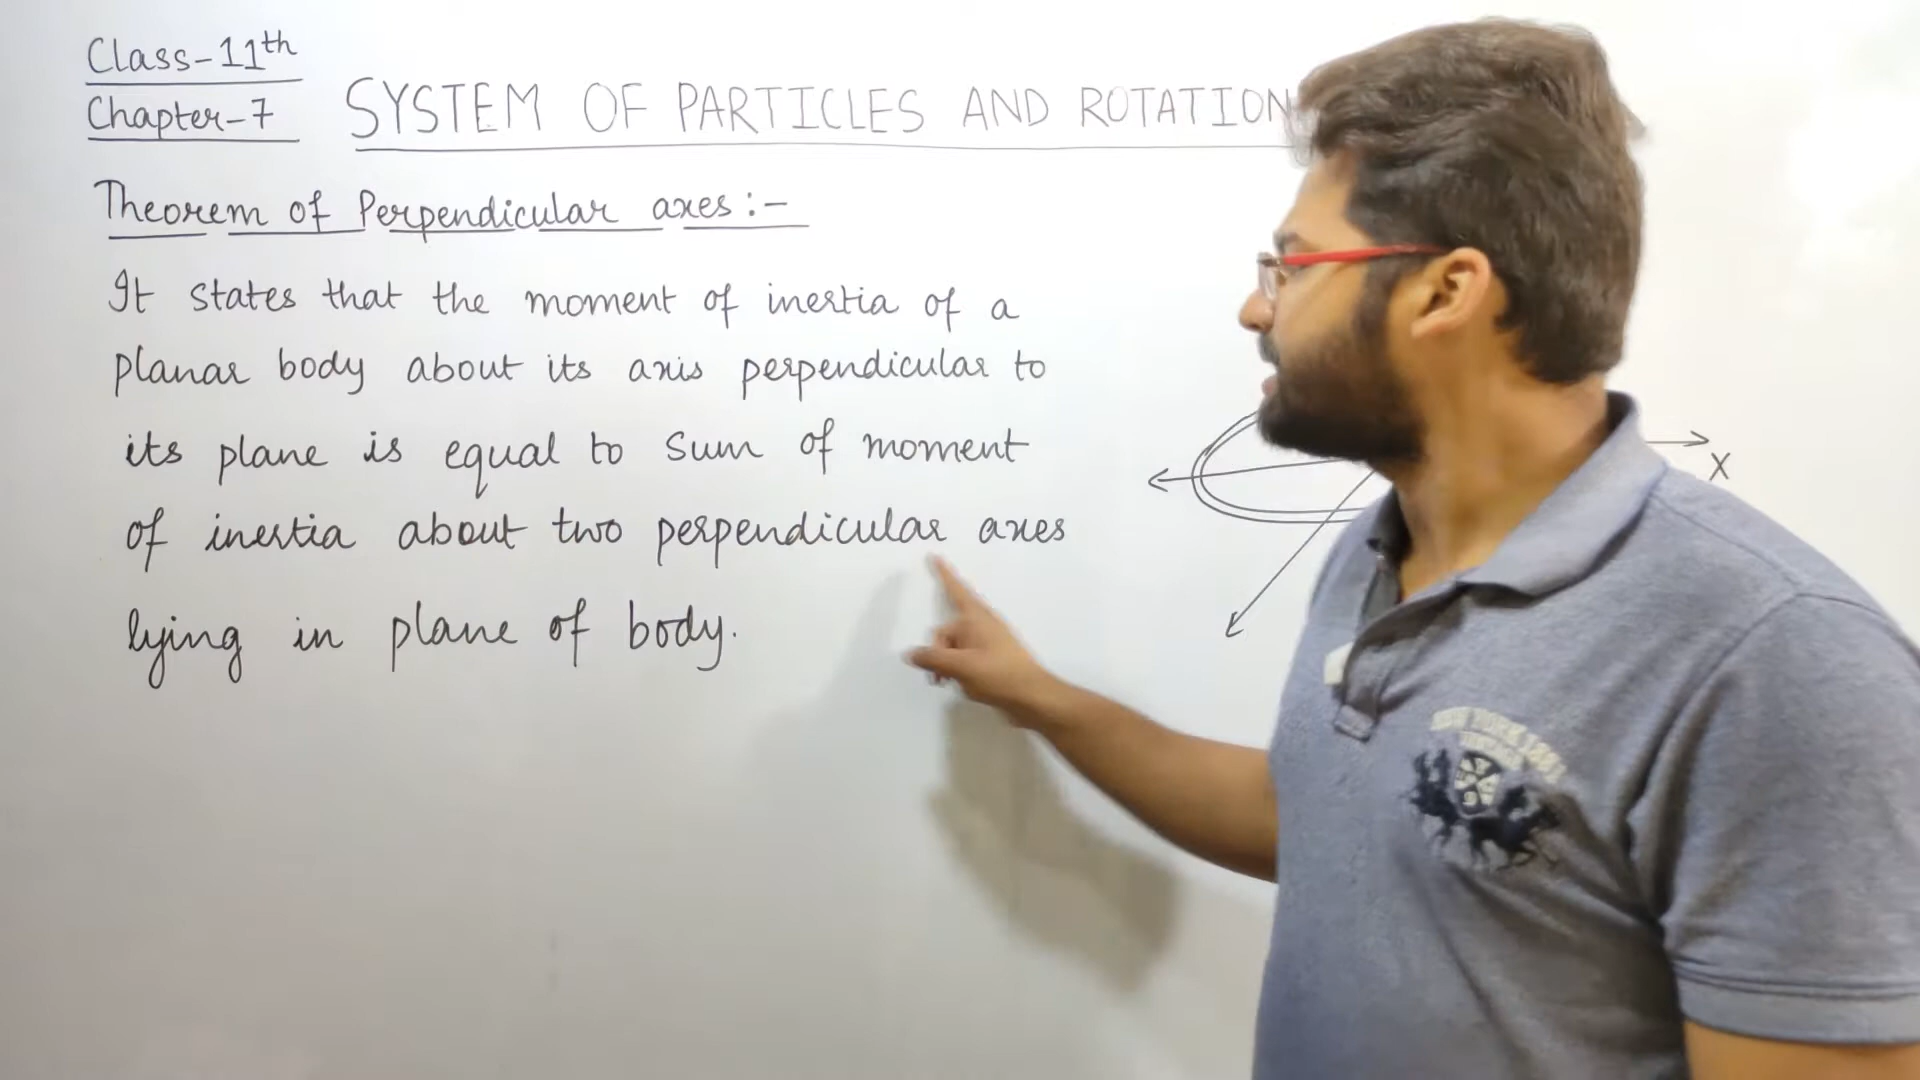 Class-11th
Chapter-7
SYSTEM OF PARTICLES AND ROTATION
Theorem of Perpendicular axes:-
It states that the moment of inertia of a
planar body about its axis perpendicular to
its plane is equal to sum of moment
of inertia about two perpendicular axes
lying in plane of body.
X